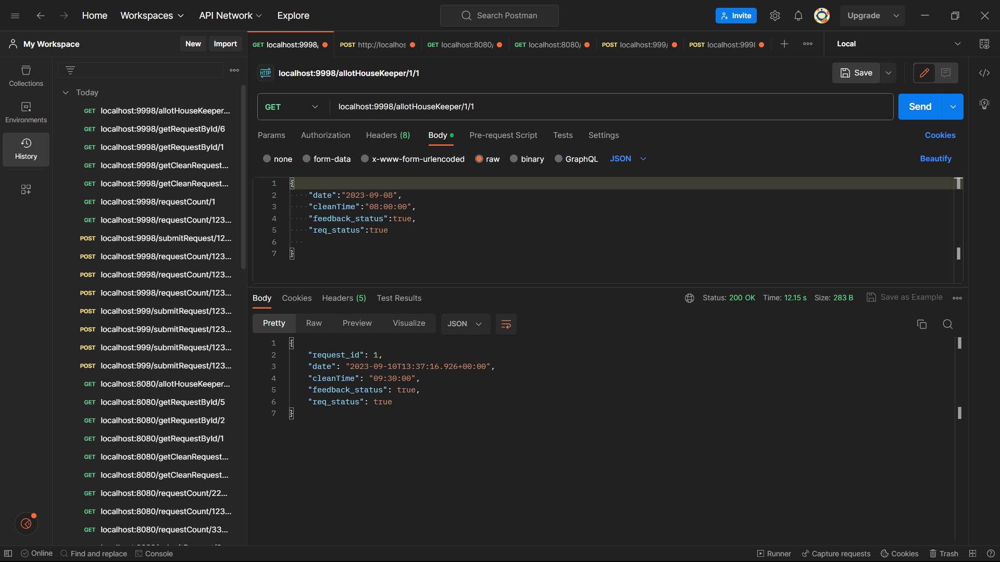 Home Workspaces API Network Explore Search Postman Invite Upgrade
My Workspace New Import GET localhost:9998/ POST http://localhos GET localhost:8080/ GET localhost:8080/ POST localhost:999/ POST localhost:9998 Local
HTTP localhost:9998/allotHouseKeeper/1/1 Save
Collections
Environments
History
Today
GET localhost:9998/allotHouseKeeper...
GET localhost:9998/getRequestById/6
GET localhost:9998/getRequestById/1
GET localhost:9998/getCleanRequest...
GET localhost:9998/getCleanRequest...
GET localhost:9998/requestCount/1
GET localhost:9998/requestCount/123...
POST localhost:9998/submitRequest/12...
POST localhost:9998/requestCount/123...
POST localhost:9998/requestCount/123...
POST localhost:9998/requestCount/123...
POST localhost:999/submitRequest/123...
POST localhost:999/submitRequest/123...
POST localhost:999/submitRequest/123...
POST localhost:999/submitRequest/123...
GET localhost:8080/allotHouseKeeper...
GET localhost:8080/getRequestById/5
GET localhost:8080/getRequestById/2
GET localhost:8080/getRequestById/1
GET localhost:8080/getCleanRequest...
GET localhost:8080/getCleanRequest...
GET localhost:8080/requestCount/22...
GET localhost:8080/requestCount/123...
GET localhost:8080/requestCount/33...
GET localhost:9998/allotHouseKeeper/1/1 Send
Params Authorization Headers (8) Body Pre-request Script Tests Settings Cookies
none form-data x-www-form-urlencoded raw binary GraphQL JSON Beautify
1 {
2 "date":"2023-09-08",
3 "cleanTime":"08:00:00",
4 "feedback_status":true,
5 "req_status":true
6
7 }
Body Cookies Headers (5) Test Results Status: 200 OK Time: 12.15 s Size: 283 B Save as Example
Pretty Raw Preview Visualize JSON
1 {
2 "request_id": 1,
3 "date": "2023-09-10T13:37:16.926+00:00",
4 "cleanTime": "09:30:00",
5 "feedback_status": true,
6 "req_status": true
7 }
Online Find and replace Console Runner Capture requests Cookies Trash